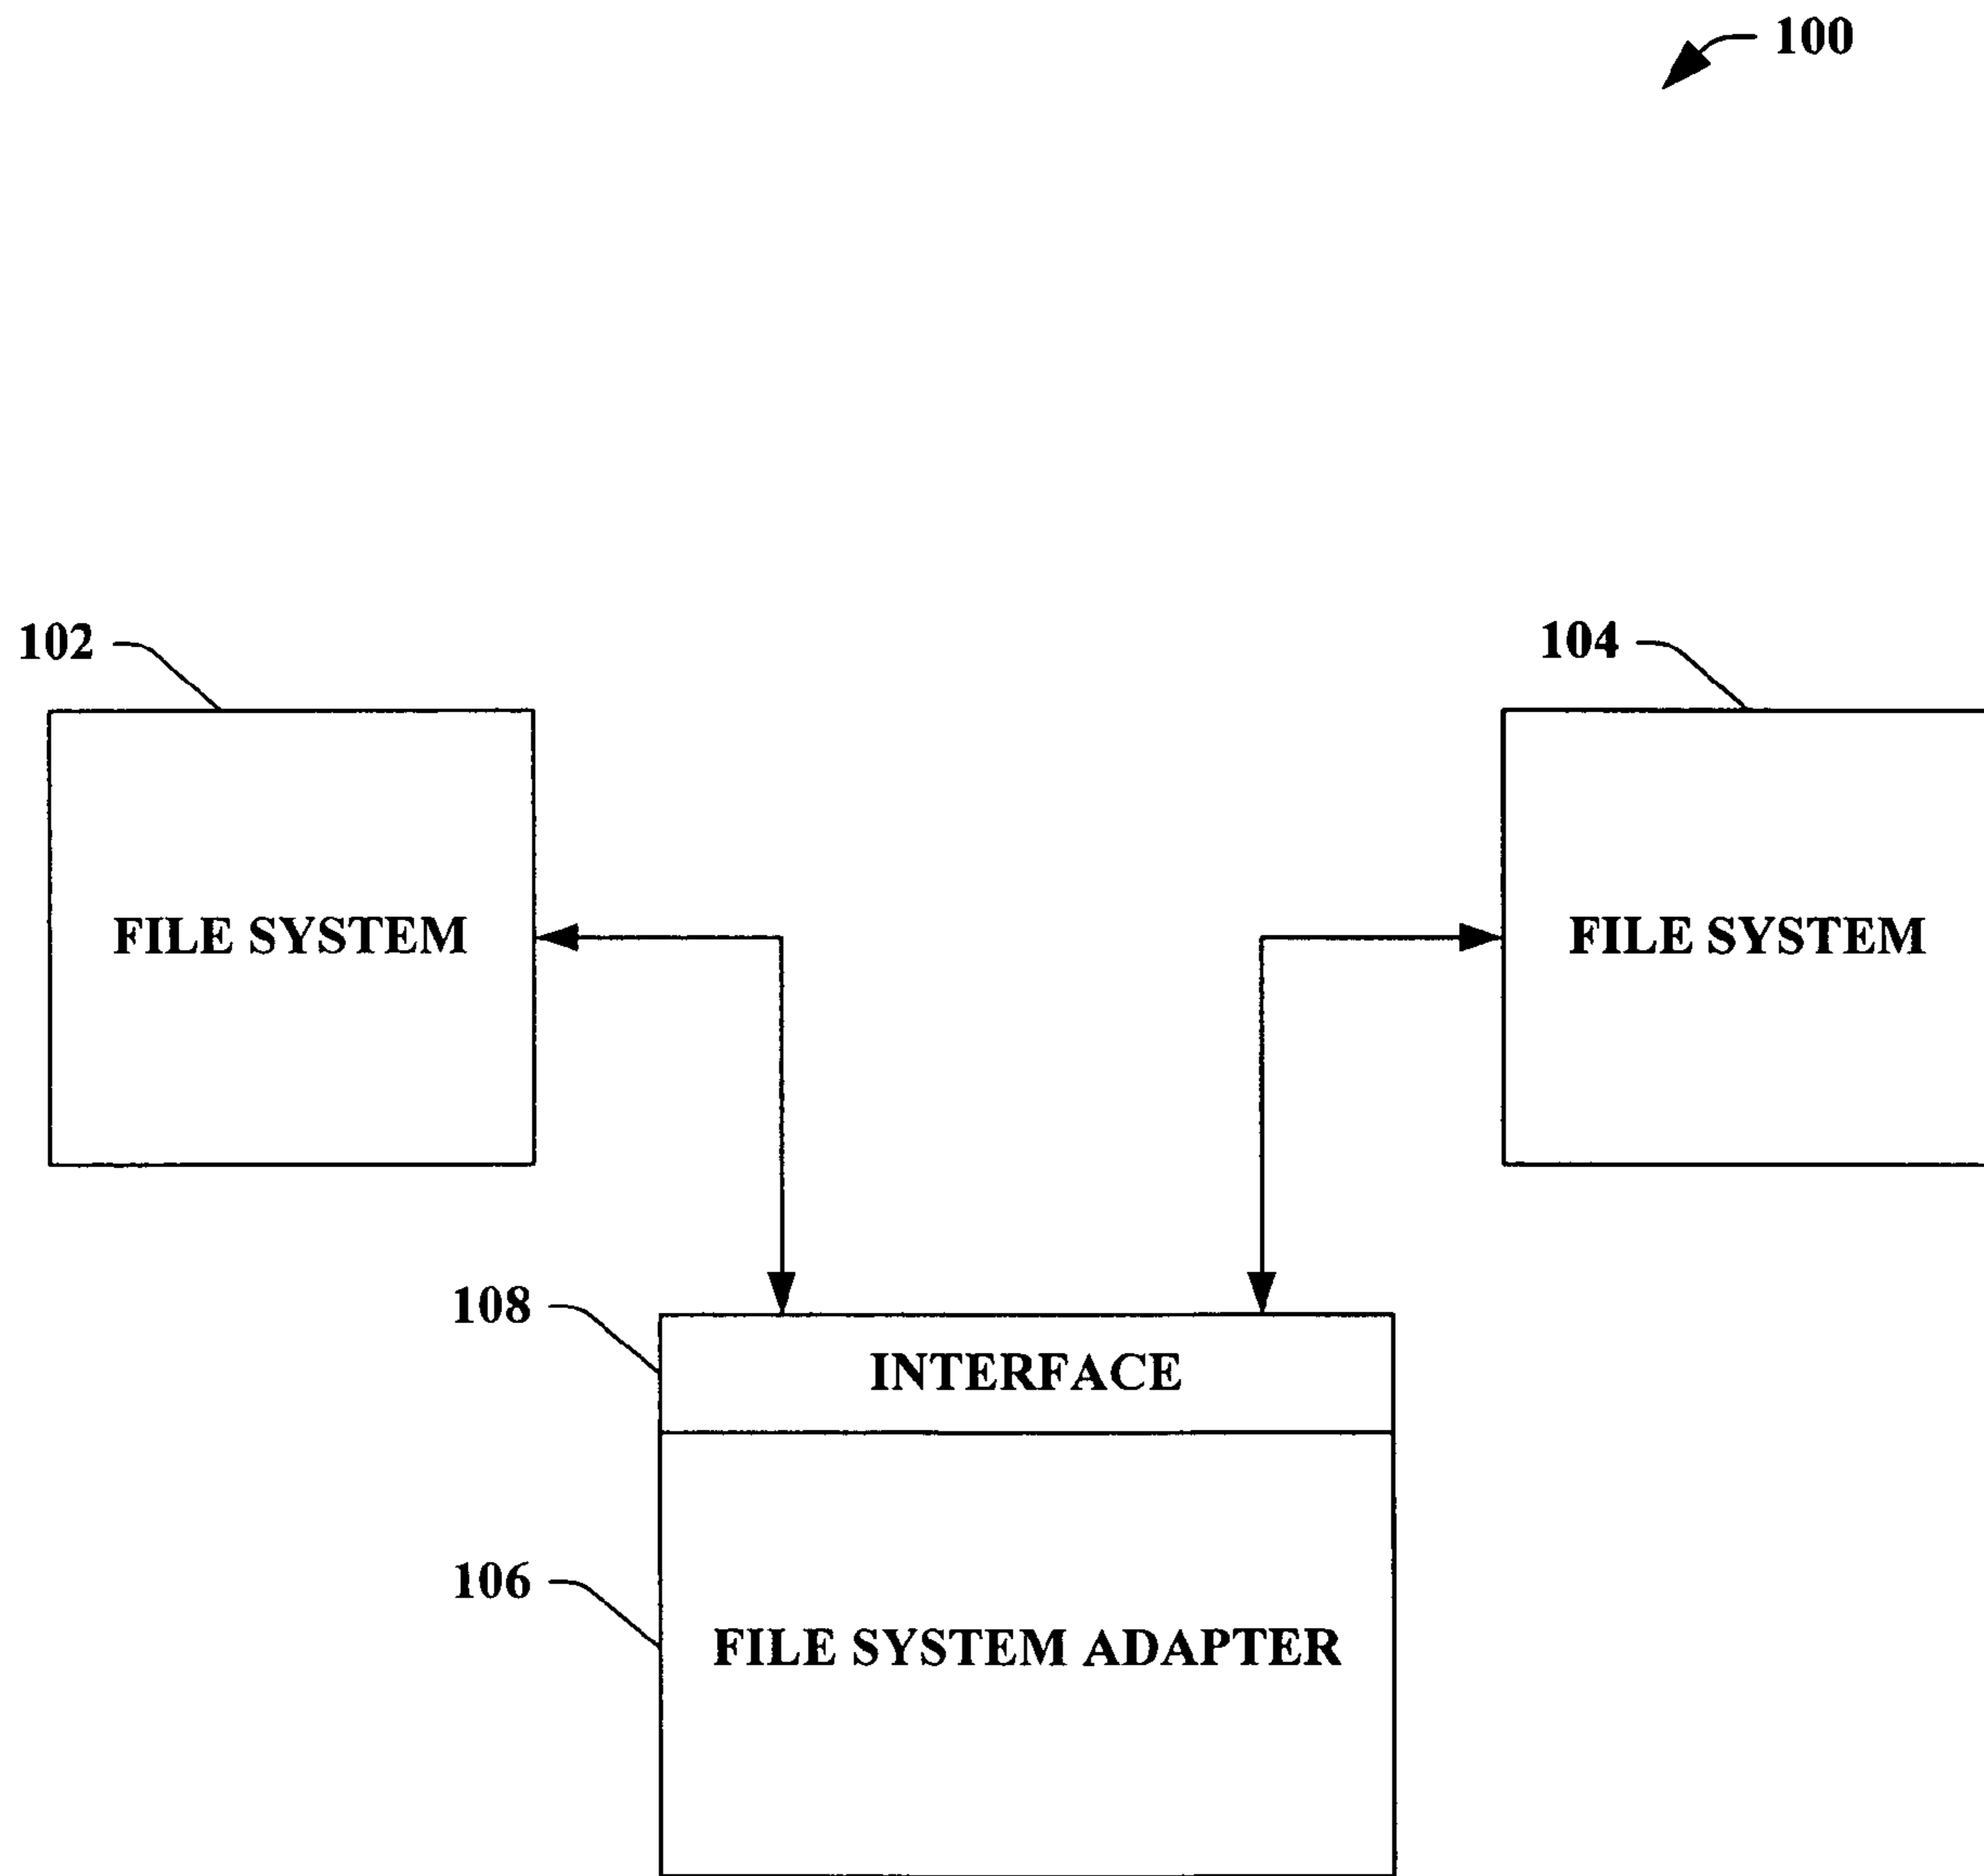 100
102
104
FILE SYSTEM
FILE SYSTEM
108
INTERFACE
106
FILE SYSTEM ADAPTER